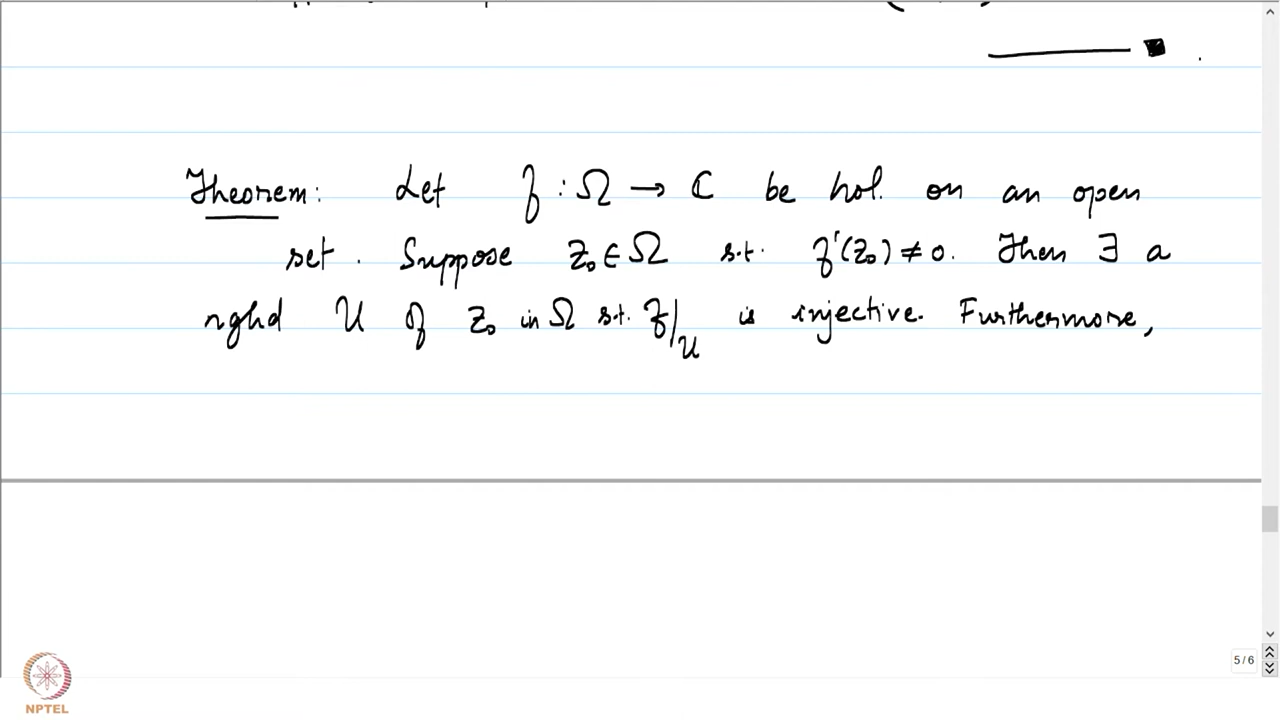 Theorem: Let f : Ω → ℂ be hol. on an open
set. Suppose z₀ ∈ Ω s.t. f'(z₀) ≠ 0. Then ∃ a
nghd U of z₀ in Ω s.t. f|_U is injective. Furthermore,
5 / 6
NPTEL